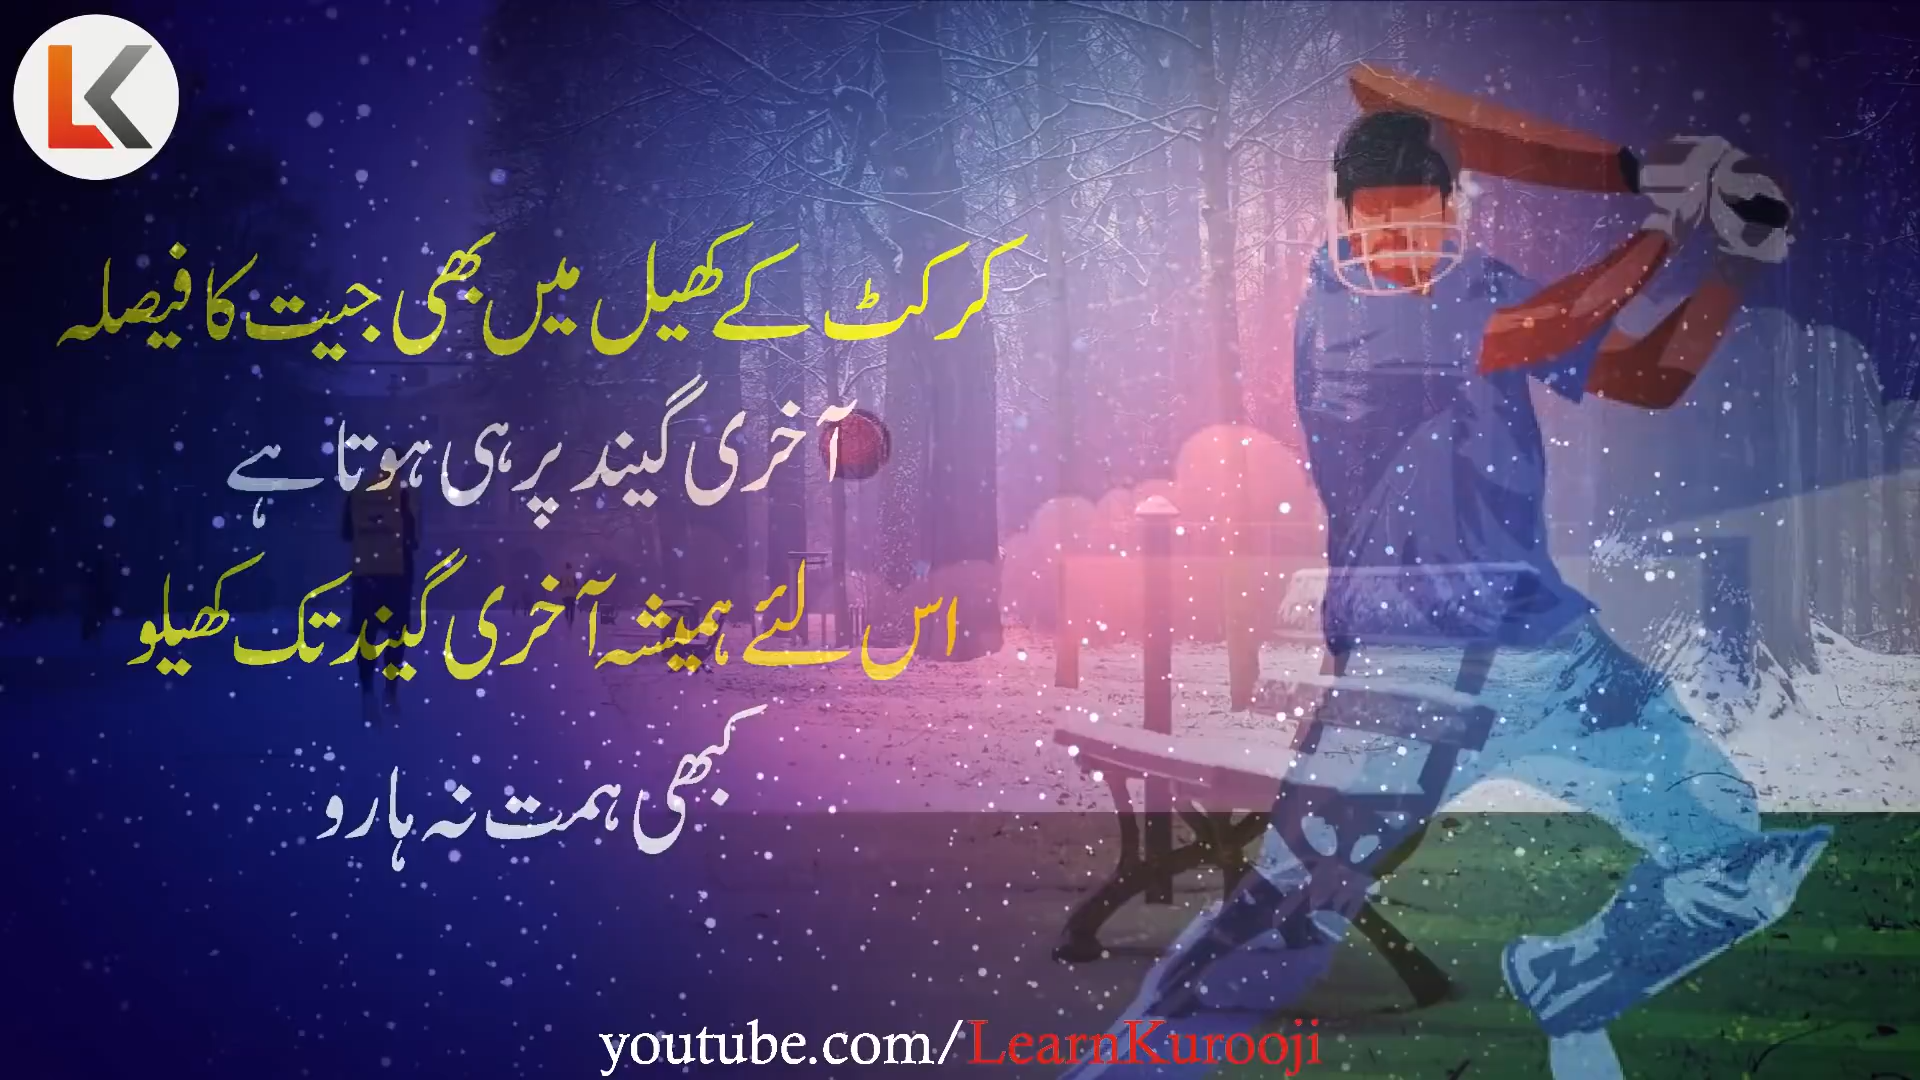 LK
کرکٹ کے کھیل میں بھی جیت کا فیصلہ
آخری گیند پر ہی ہوتا ہے
اس لئے ہمیشہ آخری گیند تک کھیلو
کبھی ہمت نہ ہارو
youtube.com/LearnKurooji